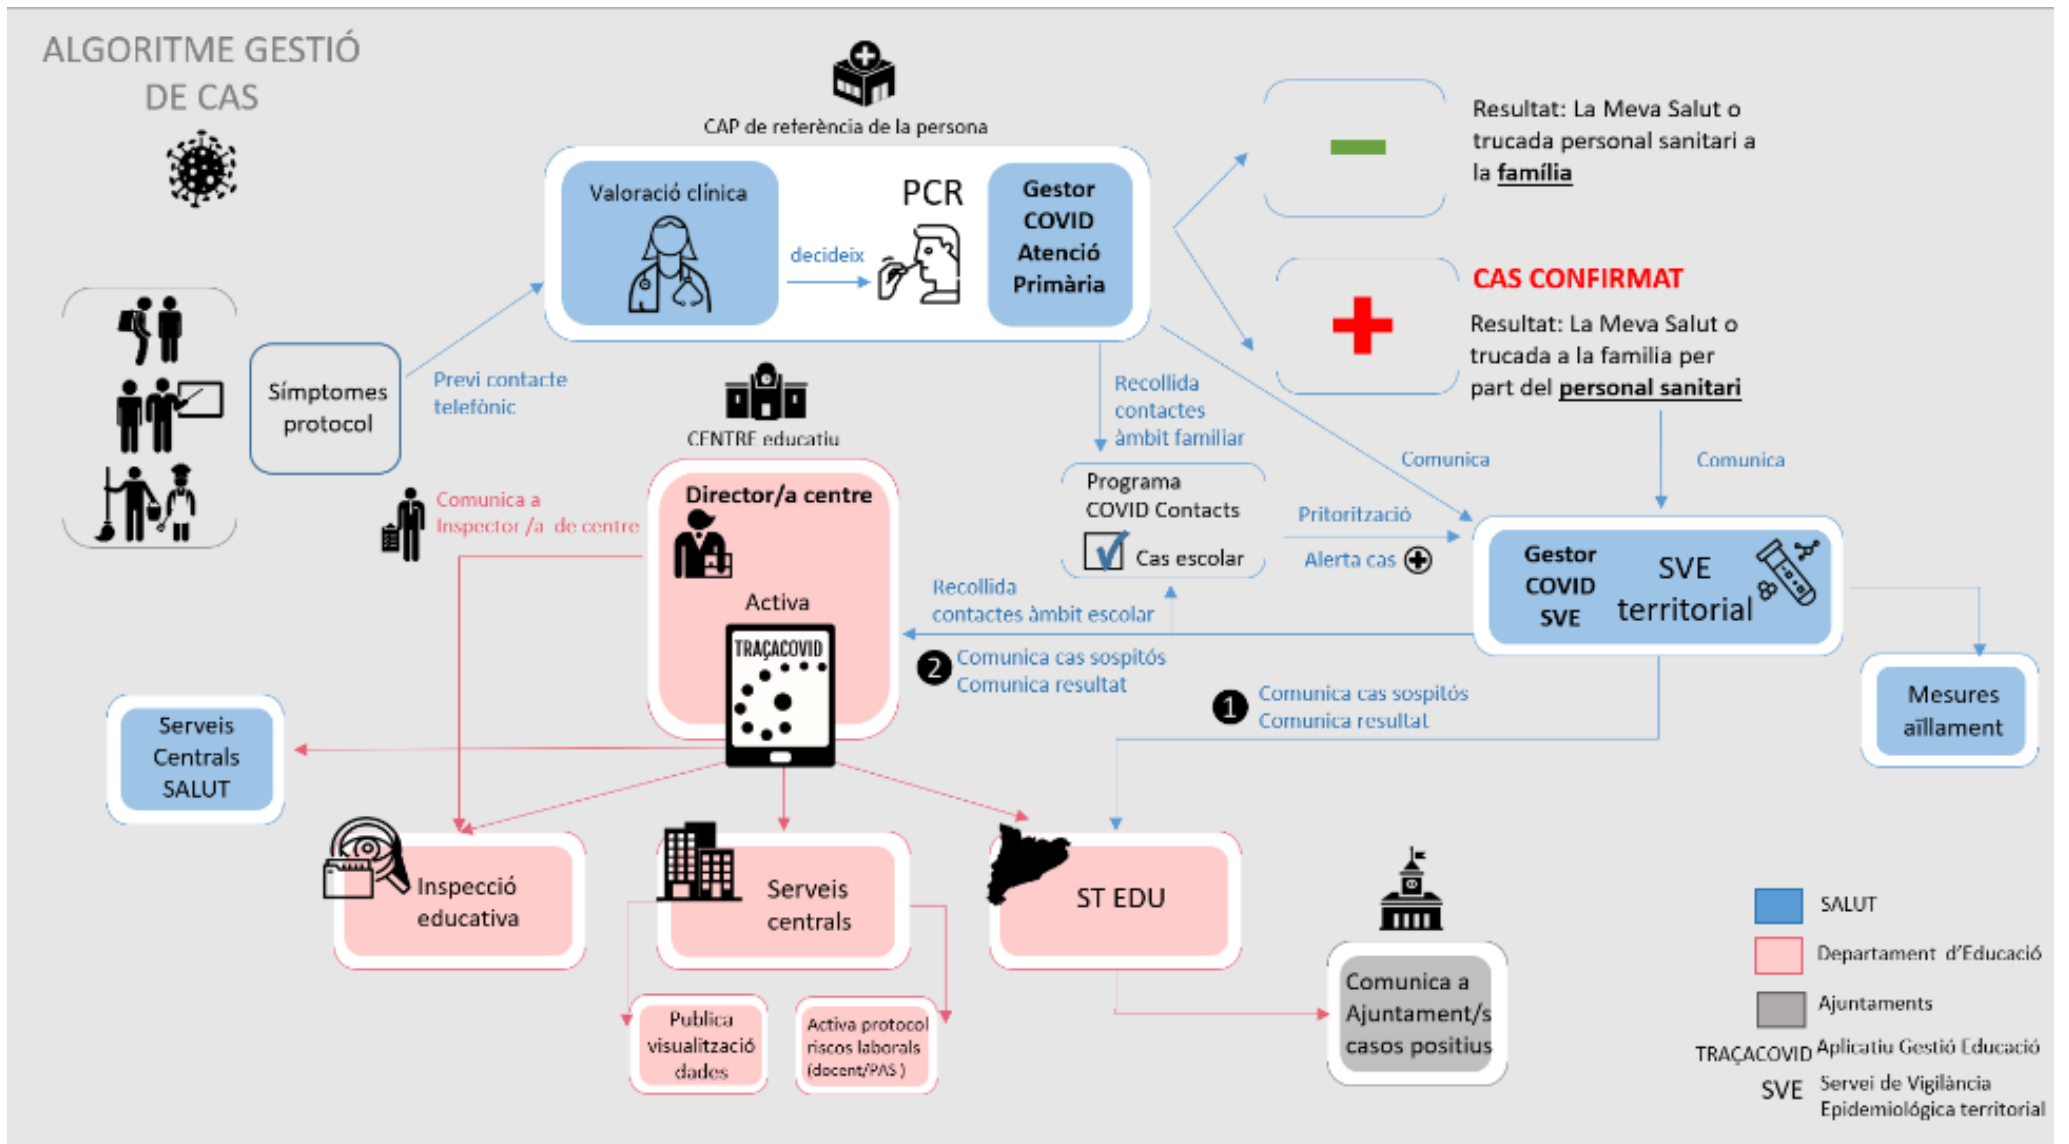 ALGORITME GESTIÓ
DE CAS
CAP de referència de la persona
Valoració clínica
decideix
PCR
Gestor
COVID
Atenció
Primària
Resultat: La Meva Salut o
trucada personal sanitari a
la família
CAS CONFIRMAT
Resultat: La Meva Salut o
trucada a la familia per
part del personal sanitari
Símptomes
protocol
Previ contacte
telefònic
CENTRE educatiu
Recollida
contactes
àmbit familiar
Comunica
Comunica
Comunica a
Inspector /a de centre
Director/a centre
Activa
TRAÇACOVID
Programa
COVID Contacts
Cas escolar
Pritorització
Alerta cas
Gestor
COVID
SVE
SVE
territorial
Recollida
contactes àmbit escolar
2 Comunica cas sospitós
Comunica resultat
1 Comunica cas sospitós
Comunica resultat
Mesures
aïllament
Serveis
Centrals
SALUT
Inspecció
educativa
Serveis
centrals
ST EDU
Publica
visualització
dades
Activa protocol
riscos laborals
(docent/PAS )
Comunica a
Ajuntament/s
casos positius
SALUT
Departament d'Educació
Ajuntaments
TRAÇACOVID Aplicatiu Gestió Educació
SVE Servei de Vigilància
Epidemiológica territorial